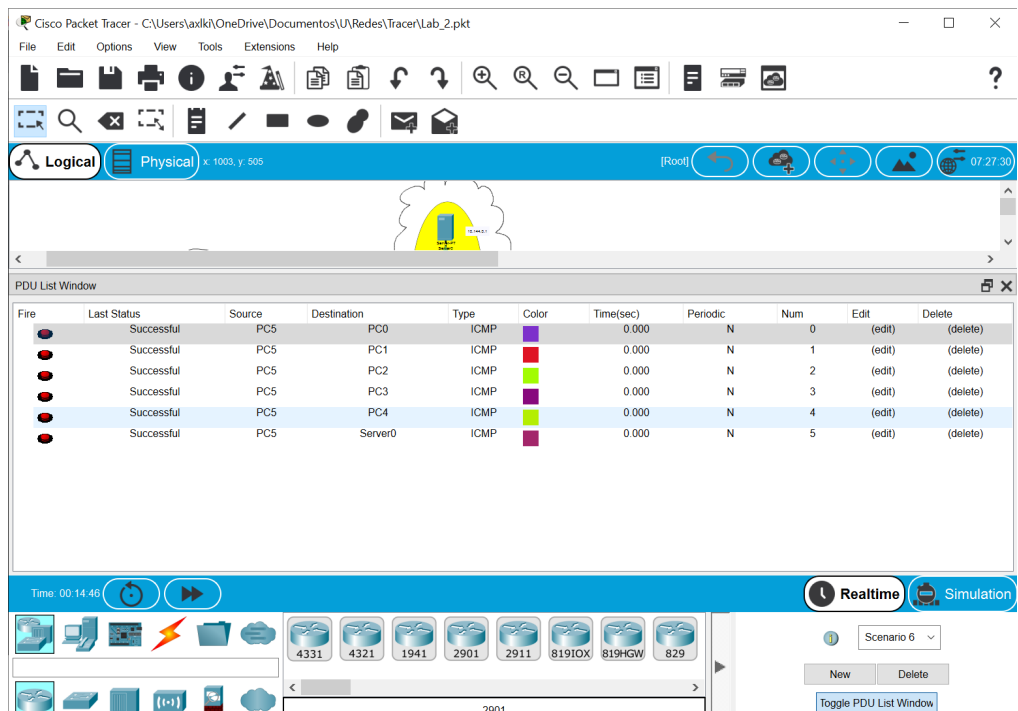 Cisco Packet Tracer - C:\Users\axlki\OneDrive\Documentos\U\Redes\Tracer\Lab_2.pkt
File Edit Options View Tools Extensions Help
Logical Physical x: 1003, y: 505 [Root] 07:27:30
PDU List Window
Fire Last Status Source Destination Type Color Time(sec) Periodic Num Edit Delete
Successful PC5 PC0 ICMP 0.000 N 0 (edit) (delete)
Successful PC5 PC1 ICMP 0.000 N 1 (edit) (delete)
Successful PC5 PC2 ICMP 0.000 N 2 (edit) (delete)
Successful PC5 PC3 ICMP 0.000 N 3 (edit) (delete)
Successful PC5 PC4 ICMP 0.000 N 4 (edit) (delete)
Successful PC5 Server0 ICMP 0.000 N 5 (edit) (delete)
Time: 00:14:46 Realtime Simulation
4331 4321 1941 2901 2911 819IOX 819HGW 829
Scenario 6
New Delete
Toggle PDU List Window
2901